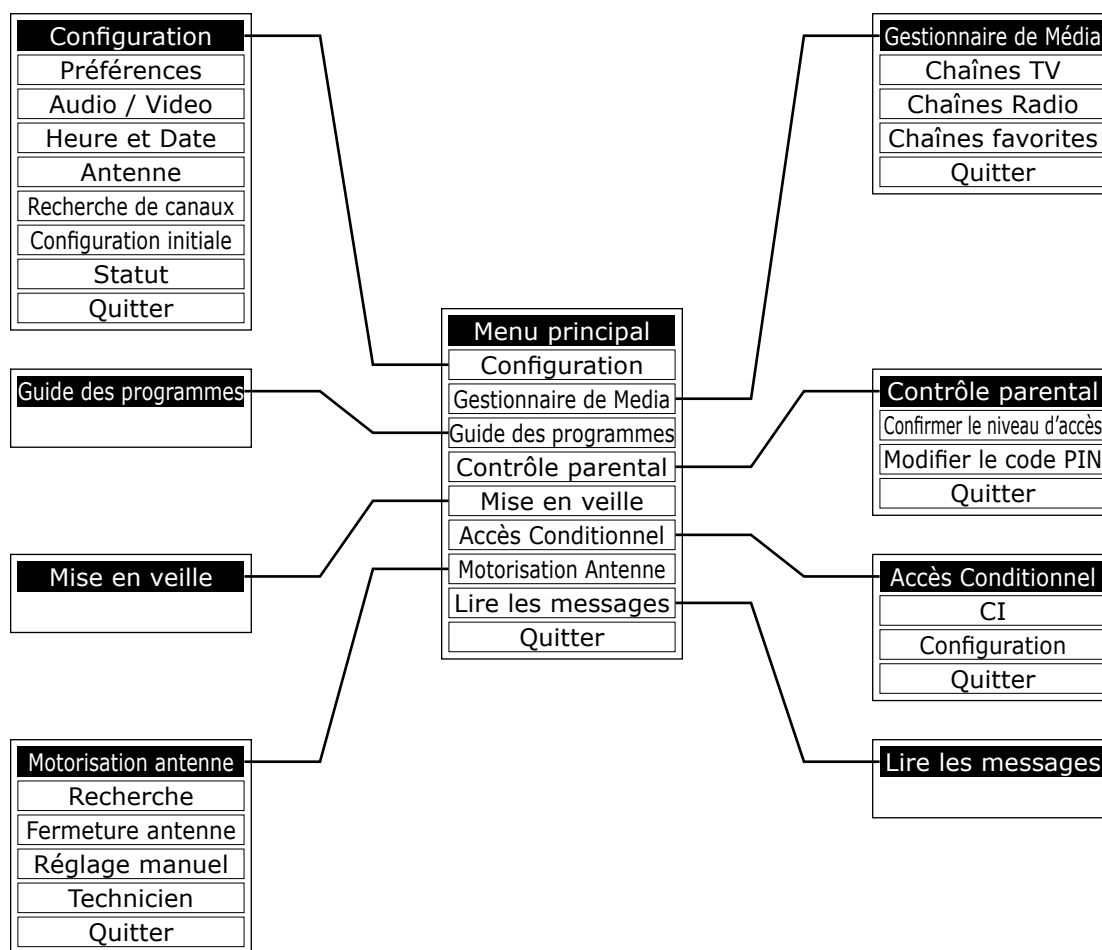 Configuration
Préférences
Audio / Video
Heure et Date
Antenne
Recherche de canaux
Configuration initiale
Statut
Quitter
Guide des programmes
Mise en veille
Motorisation antenne
Recherche
Fermeture antenne
Réglage manuel
Technicien
Quitter
Menu principal
Configuration
Gestionnaire de Media
Guide des programmes
Contrôle parental
Mise en veille
Accès Conditionnel
Motorisation Antenne
Lire les messages
Quitter
Gestionnaire de Média
Chaînes TV
Chaînes Radio
Chaînes favorites
Quitter
Contrôle parental
Confirmer le niveau d’accès
Modifier le code PIN
Quitter
Accès Conditionnel
CI
Configuration
Quitter
Lire les messages